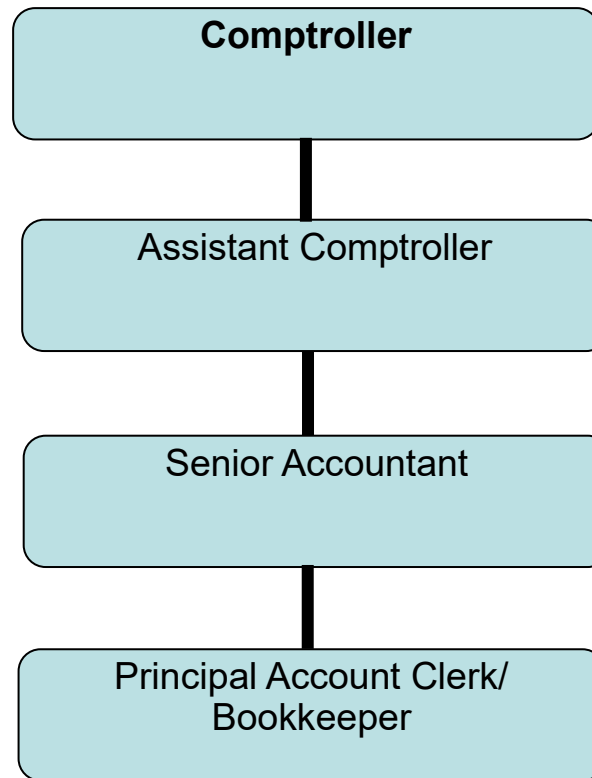 Comptroller
Assistant Comptroller
Senior Accountant
Principal Account Clerk/
Bookkeeper